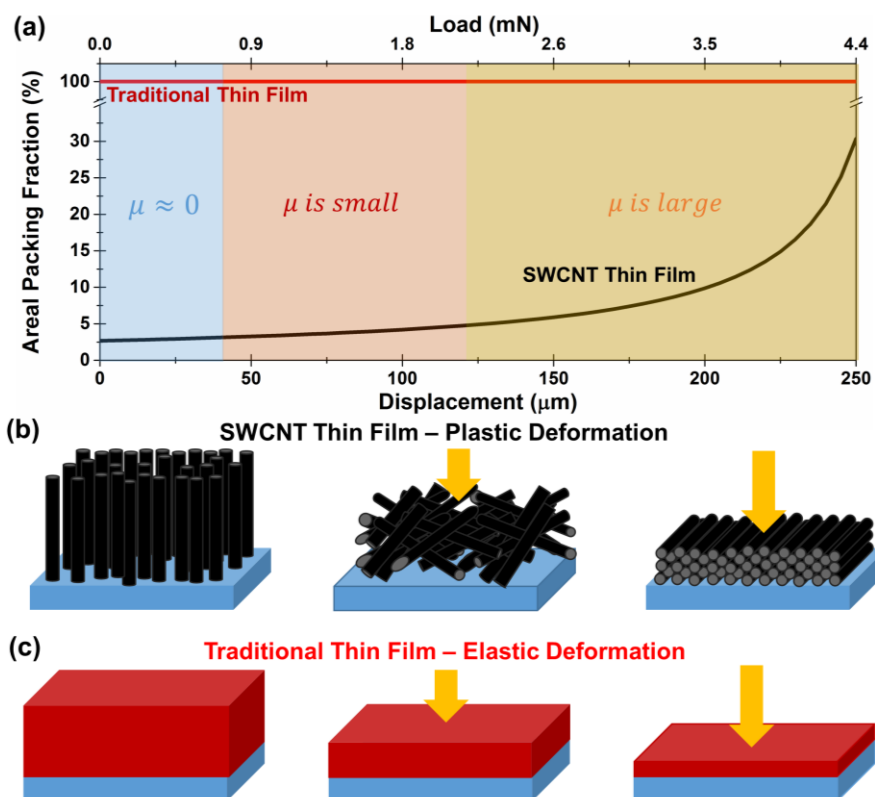 (a)
Load (mN)
0.0 0.9 1.8 2.6 3.5 4.4
Areal Packing Fraction (%)
100
30
25
20
15
10
5
0
Traditional Thin Film
μ ≈ 0
μ is small
μ is large
SWCNT Thin Film
0 50 100 150 200 250
Displacement (μm)
(b)
SWCNT Thin Film – Plastic Deformation
(c)
Traditional Thin Film – Elastic Deformation